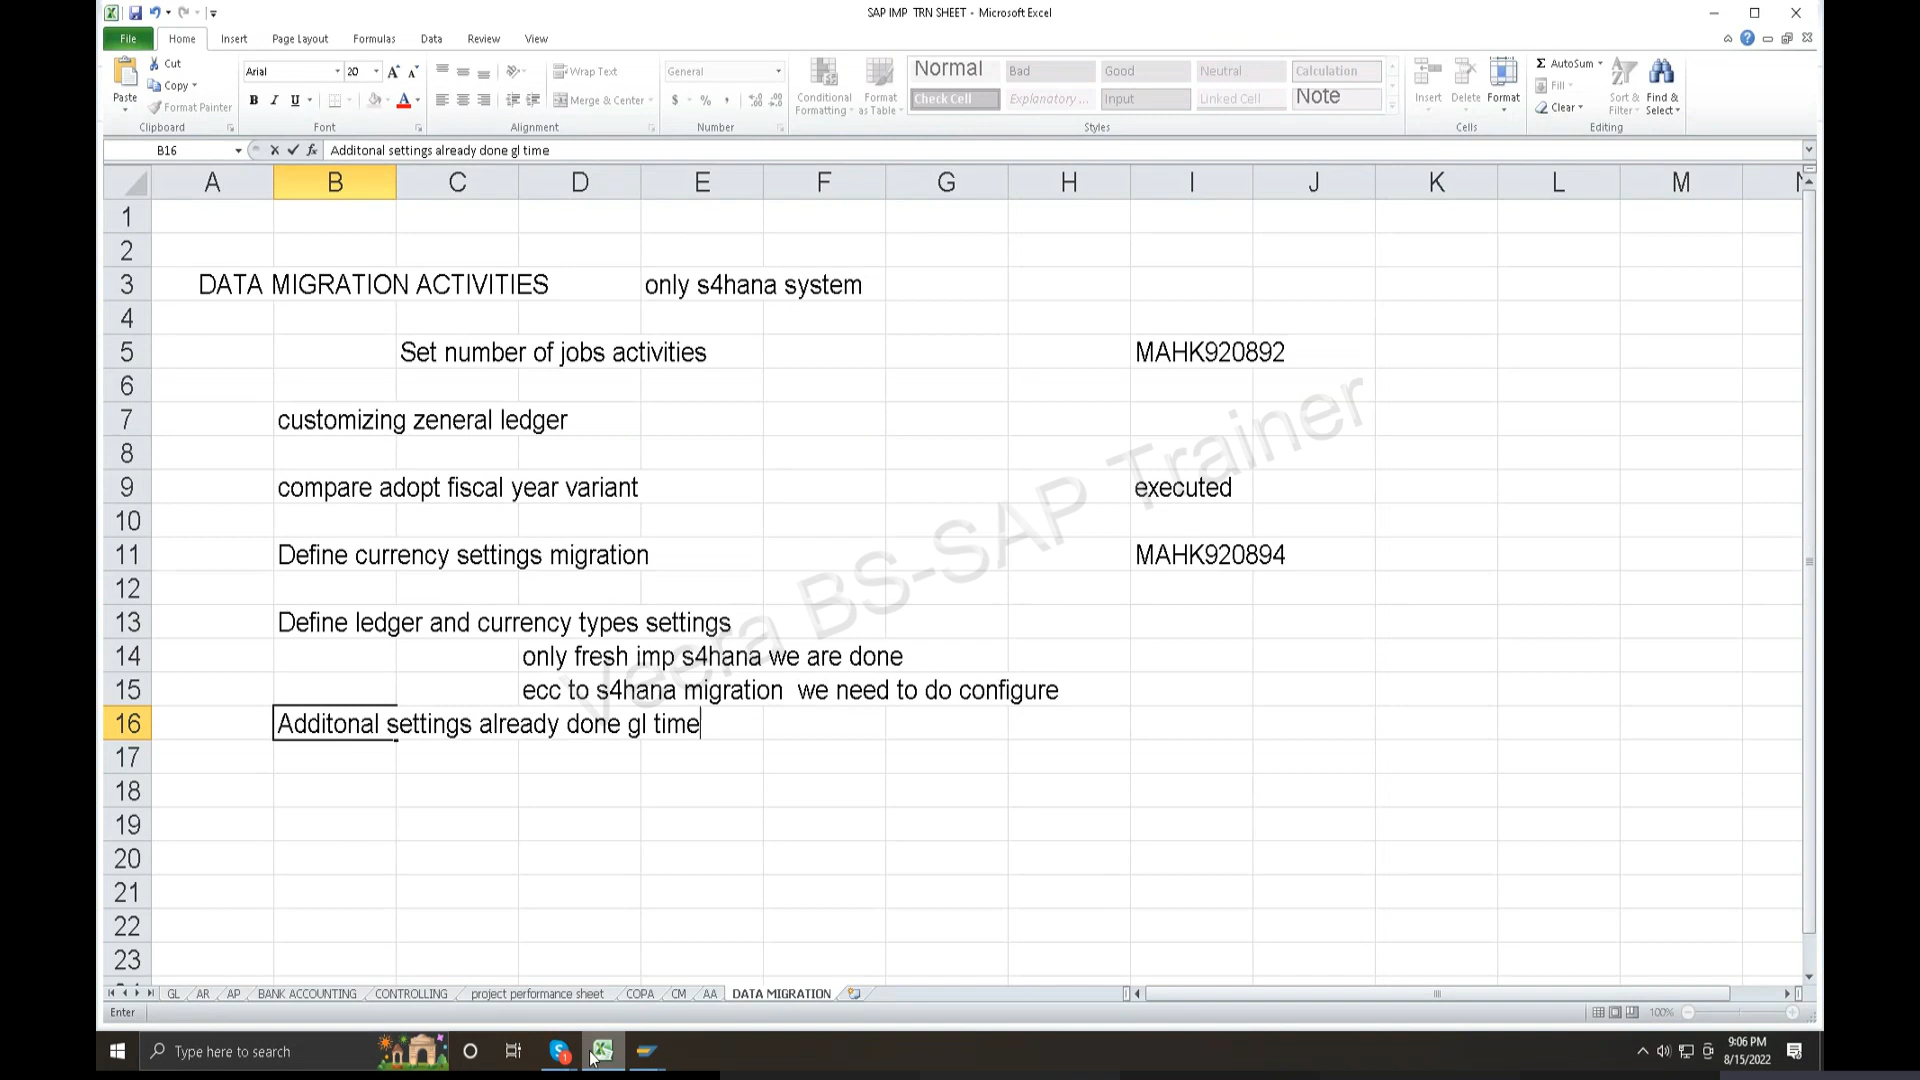 SAP IMP TRN SHEET - Microsoft Excel
File Home Insert Page Layout Formulas Data Review View
Paste
Cut
Copy
Format Painter
Clipboard
Arial 20
B I U
Font
Wrap Text
Merge & Center
Alignment
General
$ % ,
Number
Conditional Formatting
Format as Table
Normal Bad Good Neutral Calculation
Check Cell Explanatory ... Input Linked Cell Note
Styles
Insert Delete Format
Cells
AutoSum
Fill
Clear
Sort & Filter
Find & Select
Editing
B16 fx Additonal settings already done gl time
A B C D E F G H I J K L M
1
2
3 DATA MIGRATION ACTIVITIES only s4hana system
4
5 Set number of jobs activities MAHK920892
6
7 customizing zeneral ledger
8
9 compare adopt fiscal year variant executed
10
11 Define currency settings migration MAHK920894
12
13 Define ledger and currency types settings
14 only fresh imp s4hana we are done
15 ecc to s4hana migration we need to do configure
16 Additonal settings already done gl time
17
18
19
20
21
22
23
Veera BS-SAP Trainer
GL AR AP BANK ACCOUNTING CONTROLLING project performance sheet COPA CM AA DATA MIGRATION
Enter 100%
Type here to search
9:06 PM
8/15/2022